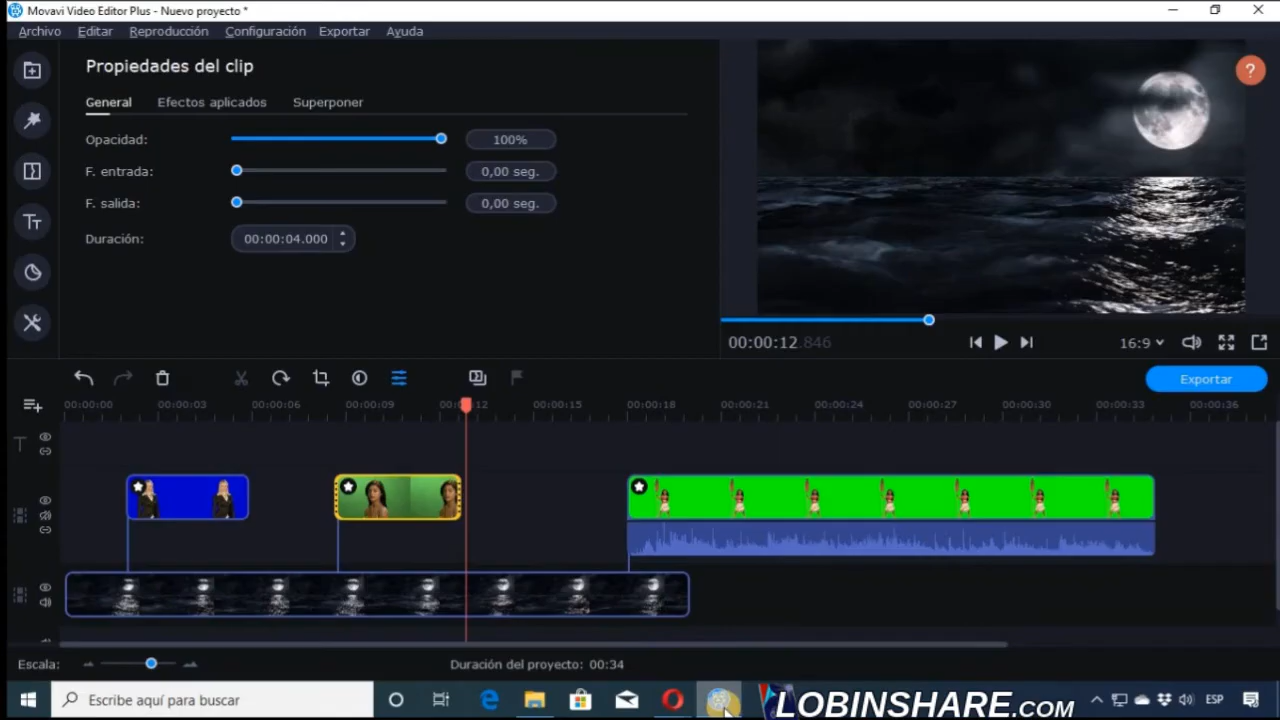 Movavi Video Editor Plus - Nuevo proyecto *
Archivo Editar Reproducción Configuración Exportar Ayuda
Propiedades del clip
General Efectos aplicados Superponer
Opacidad: 100%
F. entrada: 0,00 seg.
F. salida: 0,00 seg.
Duración: 00:00:04.000
?
00:00:12.846
16:9
Exportar
00:00:00 00:00:03 00:00:06 00:00:09 00:00:12 00:00:15 00:00:18 00:00:21 00:00:24 00:00:27 00:00:30 00:00:33 00:00:36
Escala:
Duración del proyecto: 00:34
Escribe aquí para buscar
LOBINSHARE.COM
ESP